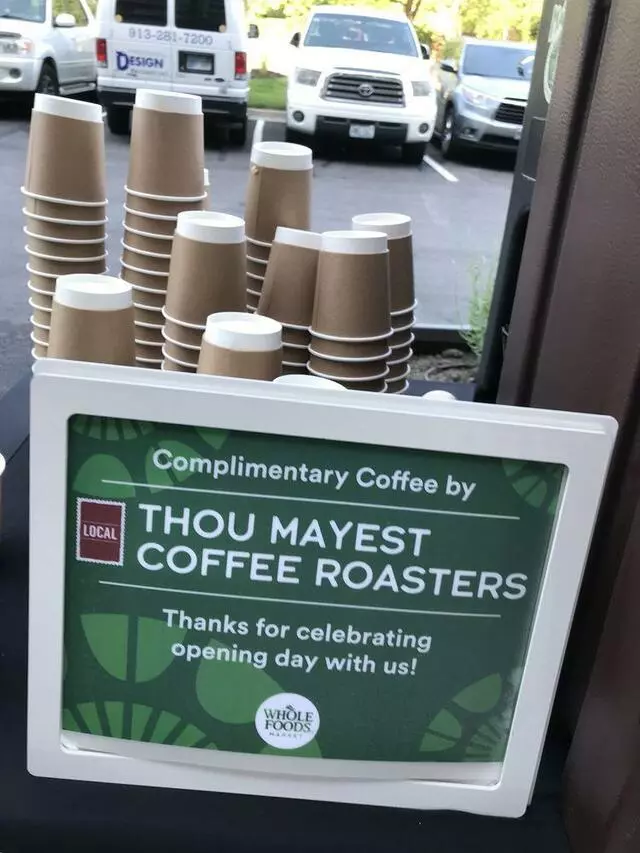 913-281-7200
DESIGN
Complimentary Coffee by
LOCAL
THOU MAYEST
COFFEE ROASTERS
Thanks for celebrating
opening day with us!
WHOLE
FOODS
MARKET